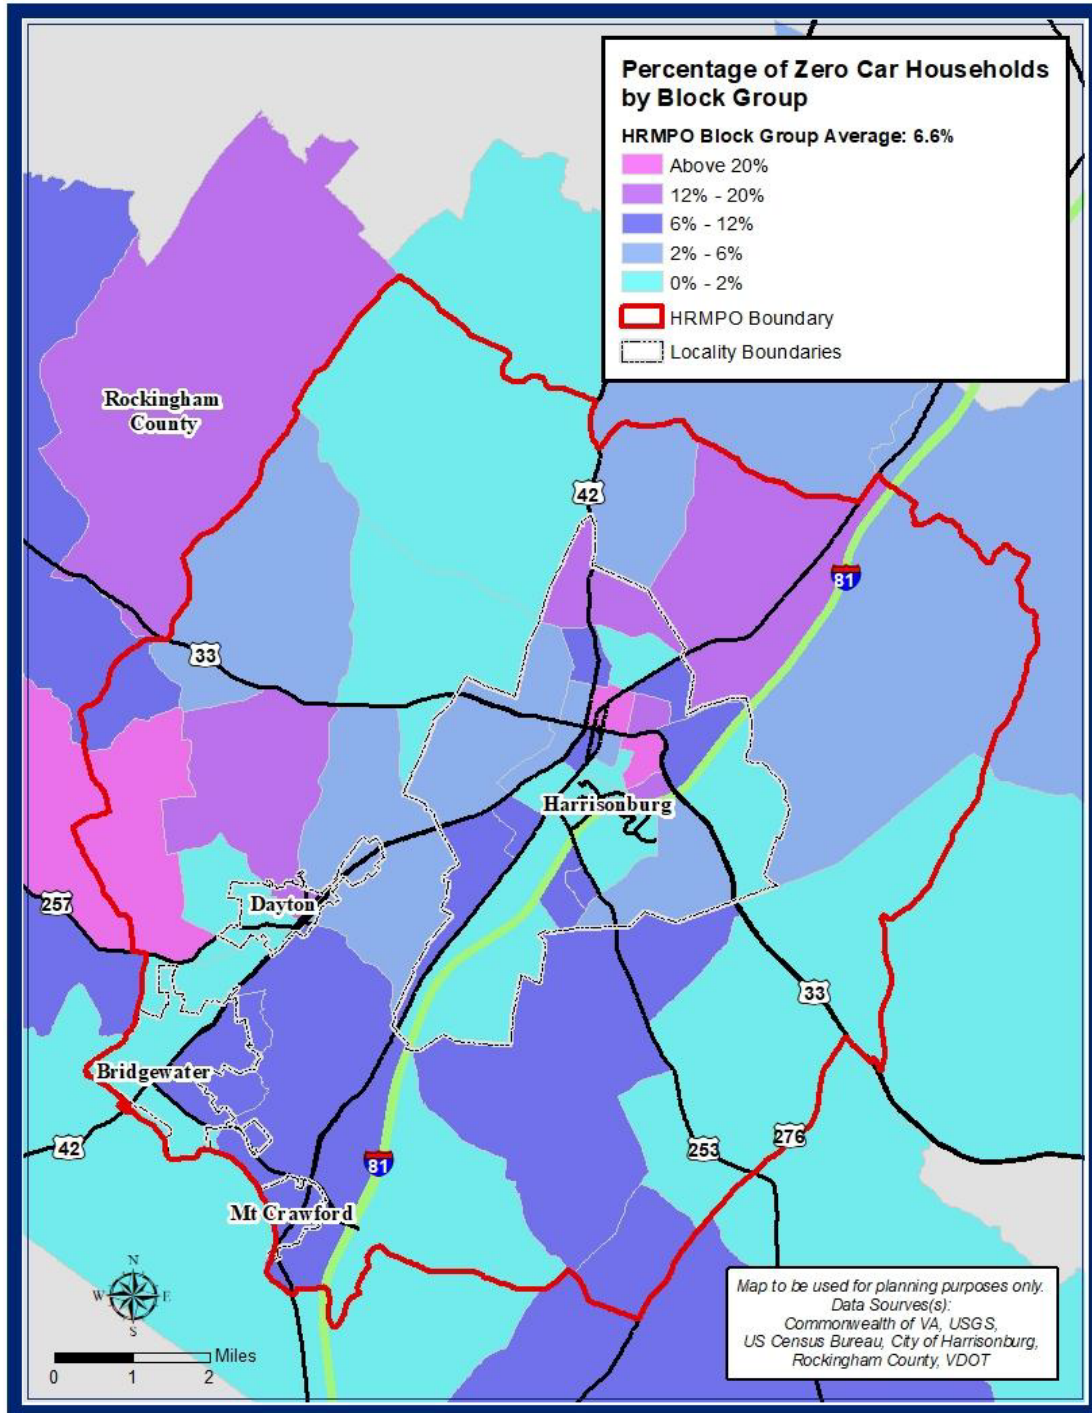 Percentage of Zero Car Households
by Block Group
HRMPO Block Group Average: 6.6%
Above 20%
12% - 20%
6% - 12%
2% - 6%
0% - 2%
HRMPO Boundary
Locality Boundaries
Rockingham
County
42
81
33
Harrisonburg
257
Dayton
33
Bridgewater
42
81
253
276
Mt Crawford
N
W
E
S
Miles
0
1
2
Map to be used for planning purposes only.
Data Sourves(s):
Commonwealth of VA, USGS,
US Census Bureau, City of Harrisonburg,
Rockingham County, VDOT